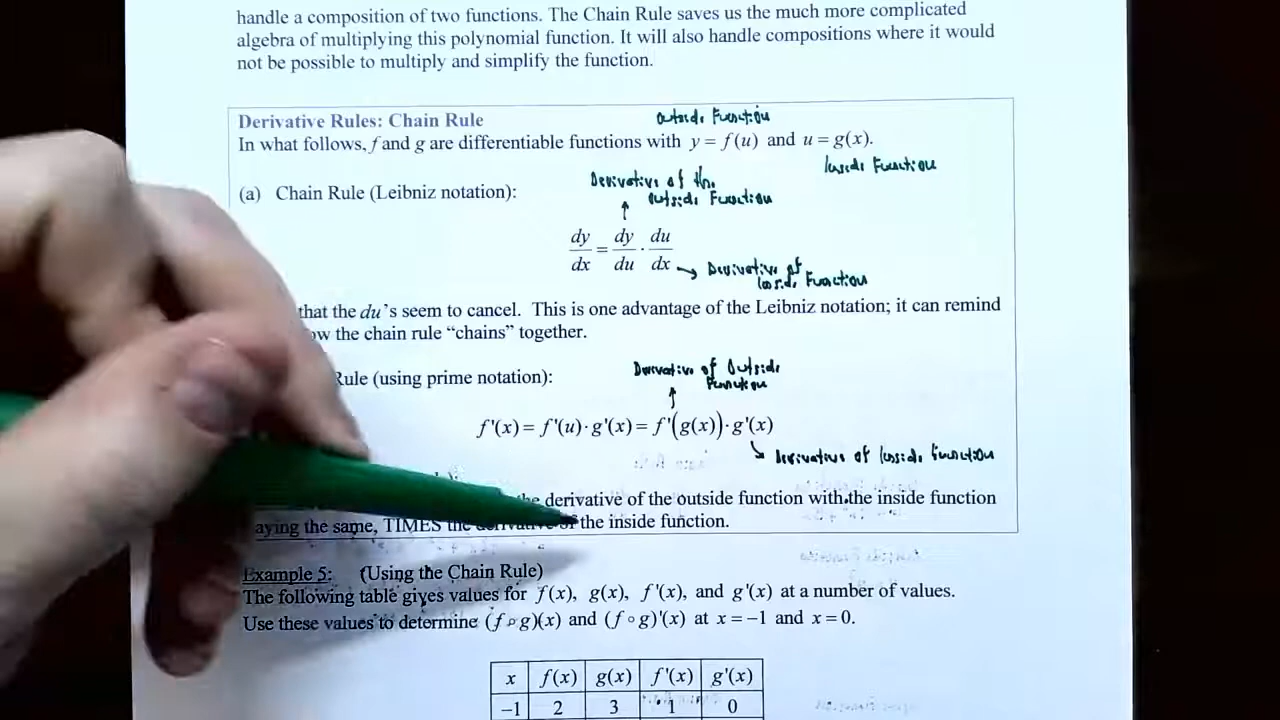 handle a composition of two functions. The Chain Rule saves us the much more complicated
algebra of multiplying this polynomial function. It will also handle compositions where it would
not be possible to multiply and simplify the function.
Derivative Rules: Chain Rule
Outside Function
In what follows, f and g are differentiable functions with y = f(u) and u = g(x).
Inside Function
(a) Chain Rule (Leibniz notation):
Derivative of the
Outside Function
dy/dx = dy/du · du/dx
Derivative of
Inside Function
that the du's seem to cancel. This is one advantage of the Leibniz notation; it can remind
ow the chain rule “chains” together.
Rule (using prime notation):
Derivative of Outside
Function
f'(x) = f'(u)·g'(x) = f'(g(x))·g'(x)
Derivative of Inside Function
the derivative of the outside function with the inside function
aying the same, TIMES the derivative of the inside function.
Example 5: (Using the Chain Rule)
The following table gives values for f(x), g(x), f'(x), and g'(x) at a number of values.
Use these values to determine (f∘g)(x) and (f∘g)'(x) at x = −1 and x = 0.
x f(x) g(x) f'(x) g'(x)
−1 2 3 1 0